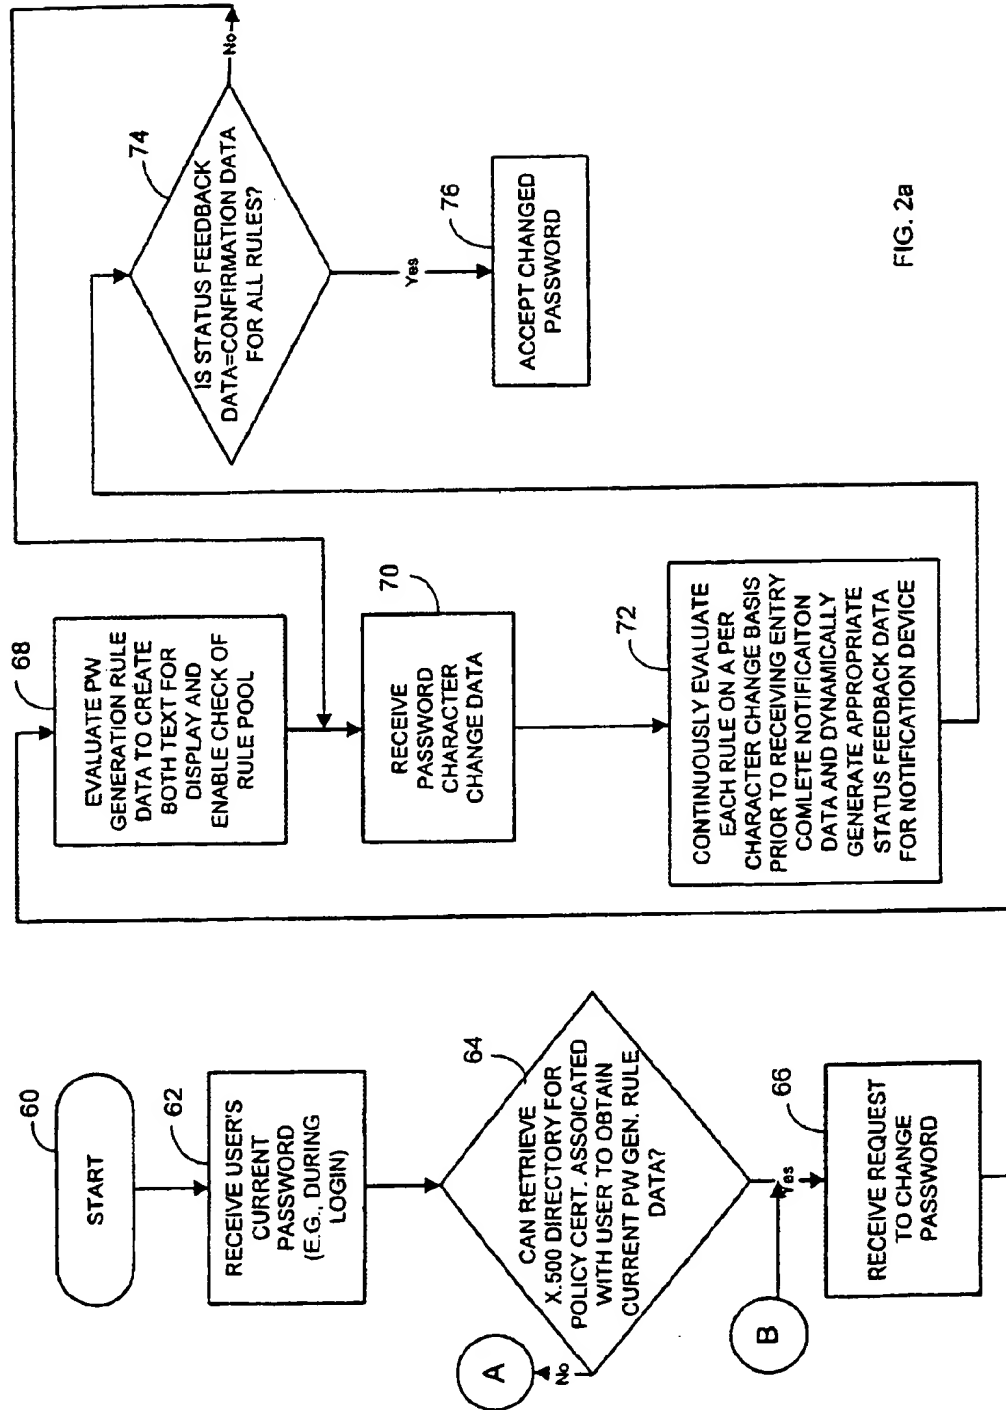 60
START
62
RECEIVE USER'S
CURRENT
PASSWORD
(E.G., DURING
LOGIN)
64
CAN RETRIEVE
X.500 DIRECTORY FOR
POLICY CERT. ASSOICATED
WITH USER TO OBTAIN
CURRENT PW GEN. RULE
DATA?
No
A
B
Yes
66
RECEIVE REQUEST
TO CHANGE
PASSWORD
68
EVALUATE PW
GENERATION RULE
DATA TO CREATE
BOTH TEXT FOR
DISPLAY AND
ENABLE CHECK OF
RULE POOL
70
RECEIVE
PASSWORD
CHARACTER
CHANGE DATA
72
CONTINUOUSLY EVALUATE
EACH RULE ON A PER
CHARACTER CHANGE BASIS
PRIOR TO RECEIVING ENTRY
COMLETE NOTIFICAITON
DATA AND DYNAMICALLY
GENERATE APPROPRIATE
STATUS FEEDBACK DATA
FOR NOTIFICATION DEVICE
74
IS STATUS FEEDBACK
DATA=CONFIRMATION DATA
FOR ALL RULES?
No
Yes
76
ACCEPT CHANGED
PASSWORD
FIG. 2a